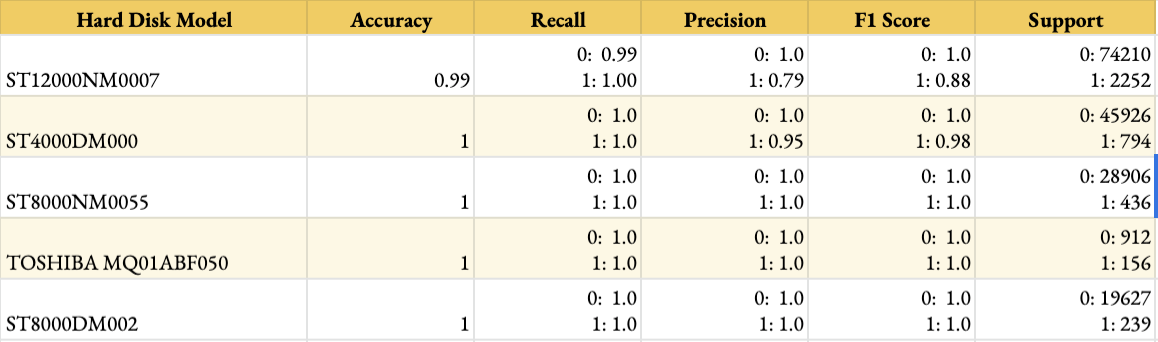 Hard Disk Model Accuracy Recall Precision F1 Score Support
0: 0.99 0: 1.0 0: 1.0 0: 74210
ST12000NM0007 0.99 1: 1.00 1: 0.79 1: 0.88 1: 2252
0: 1.0 0: 1.0 0: 1.0 0: 45926
ST4000DM000 1 1: 1.0 1: 0.95 1: 0.98 1: 794
0: 1.0 0: 1.0 0: 1.0 0: 28906
ST8000NM0055 1 1: 1.0 1: 1.0 1: 1.0 1: 436
0: 1.0 0: 1.0 0: 1.0 0: 912
TOSHIBA MQ01ABF050 1 1: 1.0 1: 1.0 1: 1.0 1: 156
0: 1.0 0: 1.0 0: 1.0 0: 19627
ST8000DM002 1 1: 1.0 1: 1.0 1: 1.0 1: 239